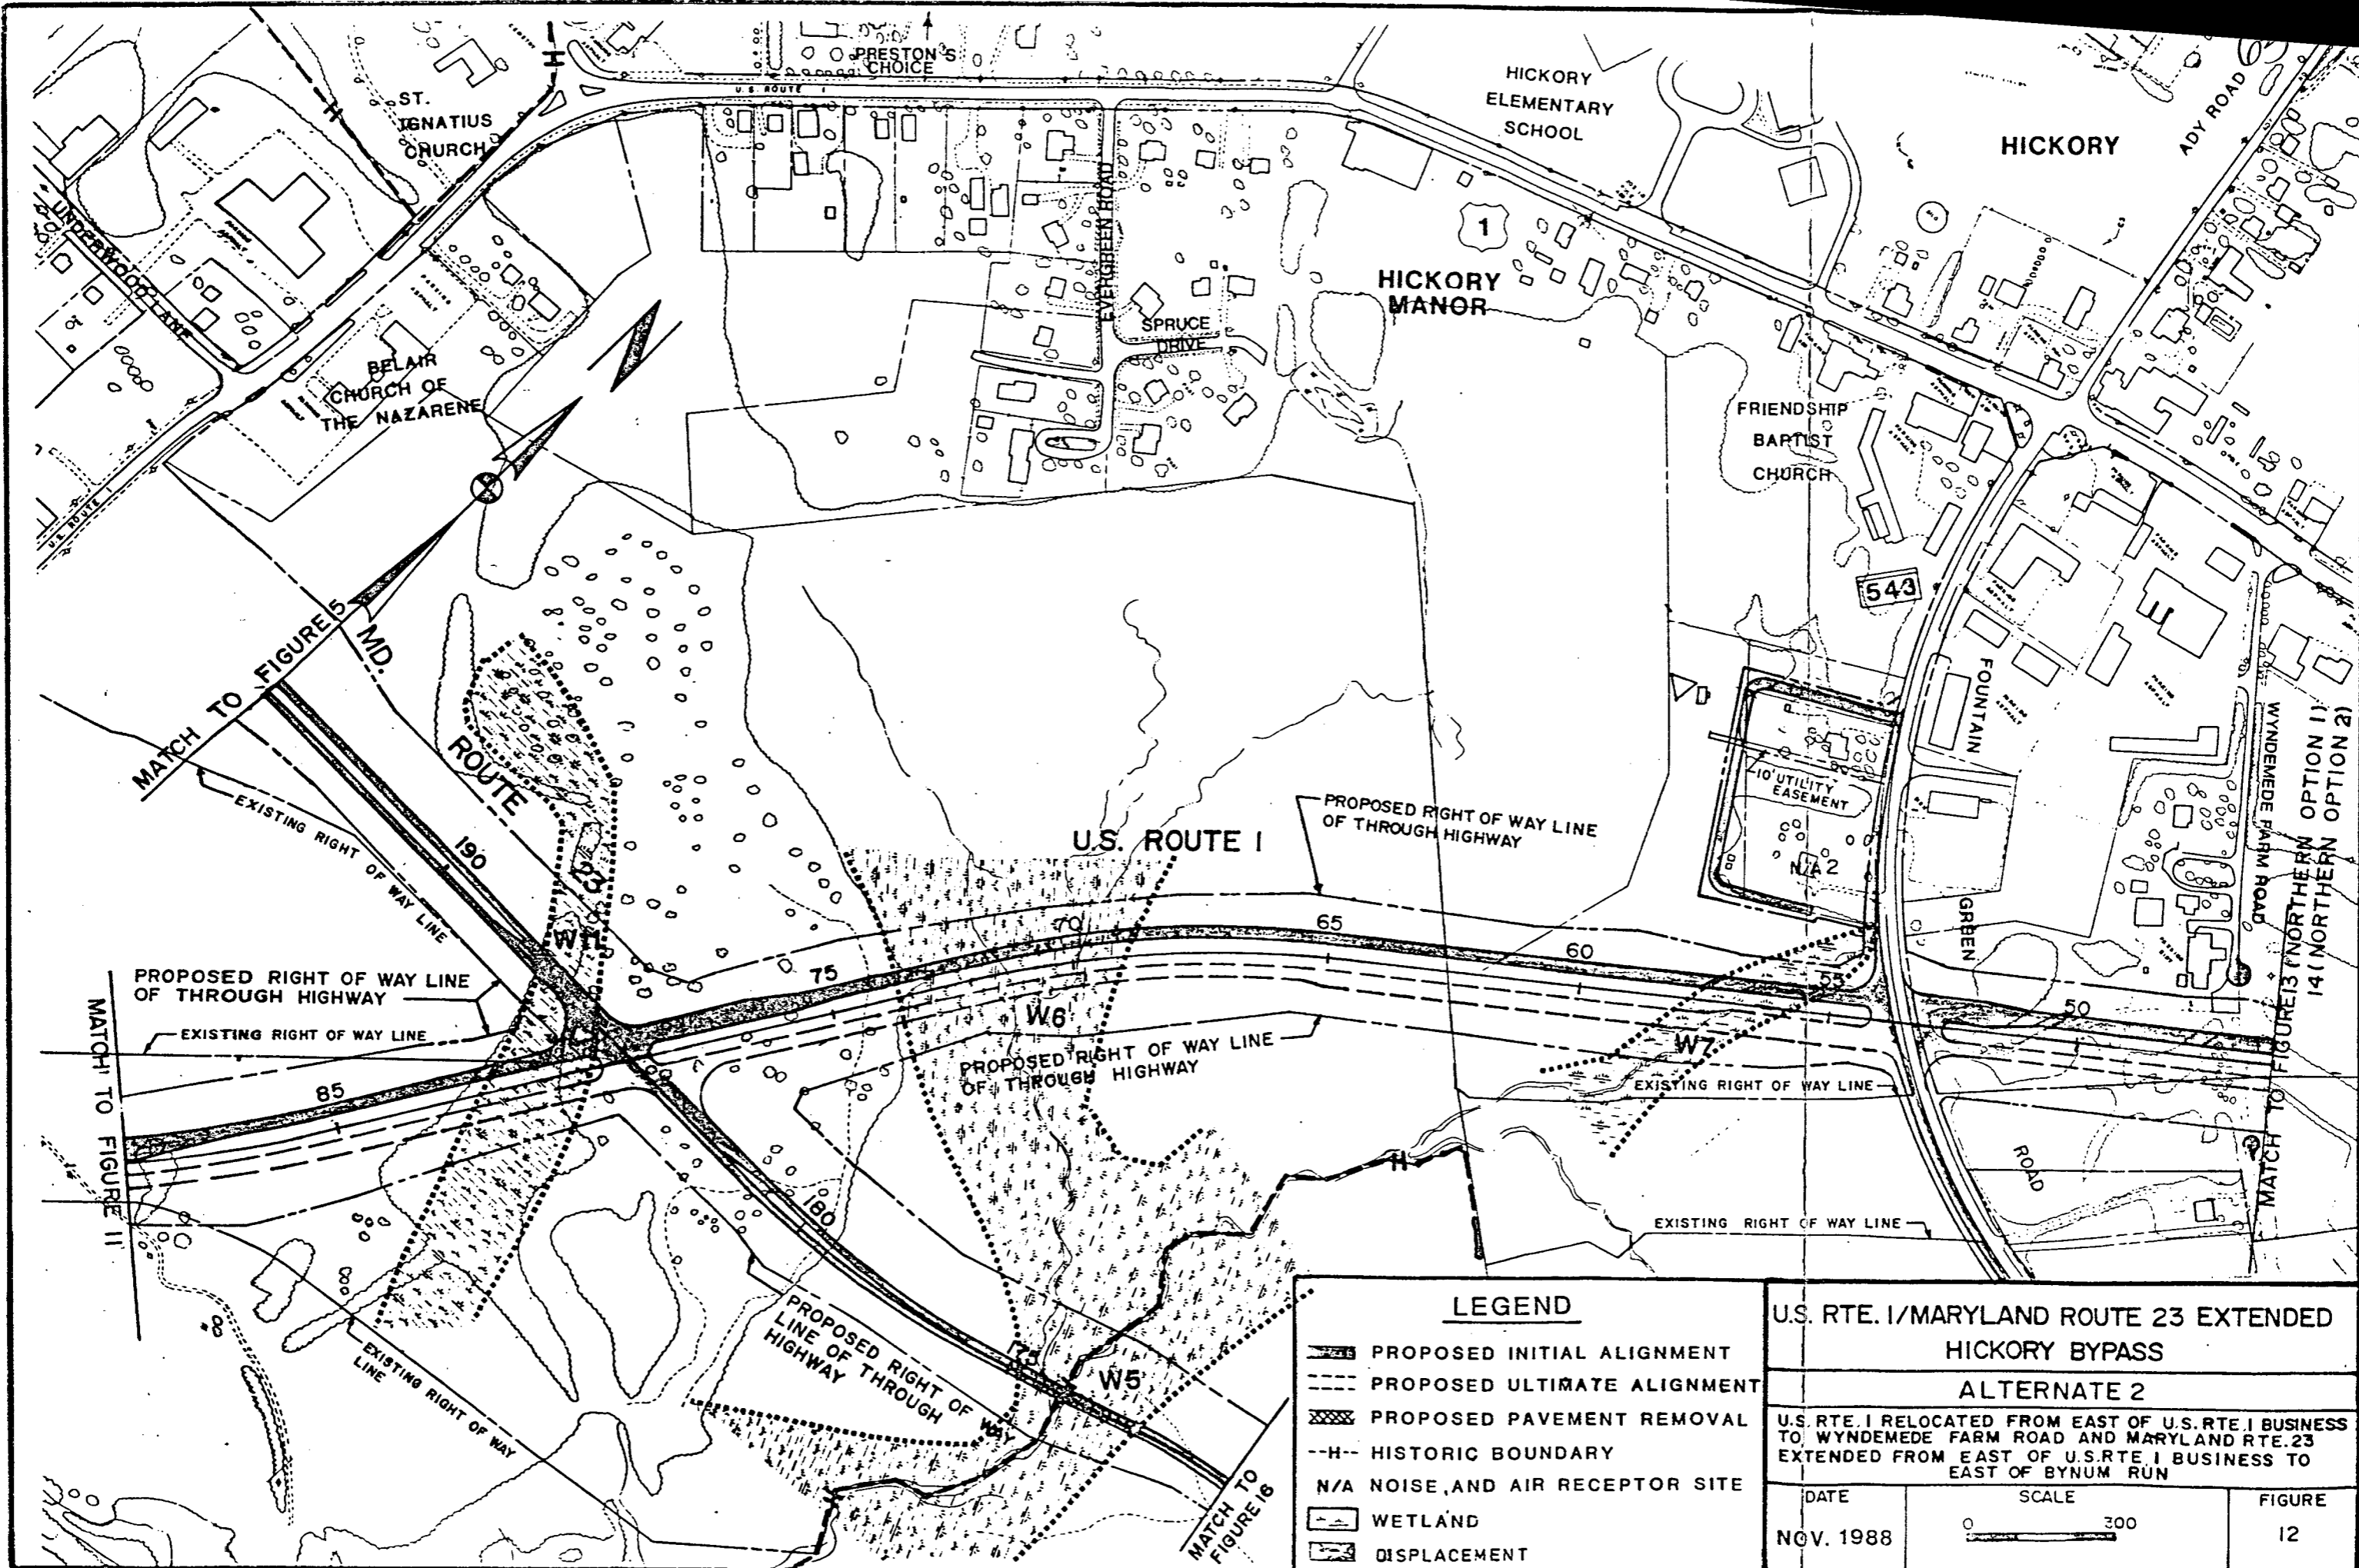 PRESTON'S
CHOICE
U.S. ROUTE 1
ST.
IGNATIUS
CHURCH
HICKORY
ELEMENTARY
SCHOOL
HICKORY
ADY ROAD
UNDERWOOD LANE
EVERGREEN ROAD
1
HICKORY
MANOR
SPRUCE
DRIVE
BELAIR
CHURCH OF
THE NAZARENE
PARKING
ASPHALT
FRIENDSHIP
BAPTIST
CHURCH
U.S. ROUTE 1
543
MATCH TO FIGURE 5
MD.
ROUTE
23
FOUNTAIN
GREEN
ROAD
WYNDEMEDE FARM ROAD
MATCH TO FIGURE 13 (NORTHERN OPTION 1)
14 (NORTHERN OPTION 2)
10' UTILITY
EASEMENT
N/A 2
EXISTING RIGHT OF WAY LINE
190
U.S. ROUTE 1
PROPOSED RIGHT OF WAY LINE
OF THROUGH HIGHWAY
W11
75
70
65
60
55
50
PROPOSED RIGHT OF WAY LINE
OF THROUGH HIGHWAY
EXISTING RIGHT OF WAY LINE
W6
PROPOSED RIGHT OF WAY LINE
OF THROUGH HIGHWAY
W7
EXISTING RIGHT OF WAY LINE
MATCH TO FIGURE 11
85
H
180
EXISTING RIGHT OF WAY LINE
PROPOSED RIGHT OF WAY
LINE OF THROUGH
HIGHWAY
EXISTING RIGHT OF WAY
LINE
175
W5
MATCH TO
FIGURE 16
LEGEND
PROPOSED INITIAL ALIGNMENT
PROPOSED ULTIMATE ALIGNMENT
PROPOSED PAVEMENT REMOVAL
--H-- HISTORIC BOUNDARY
N/A NOISE, AND AIR RECEPTOR SITE
WETLAND
DISPLACEMENT
U.S. RTE. 1/MARYLAND ROUTE 23 EXTENDED
HICKORY BYPASS
ALTERNATE 2
U.S. RTE. 1 RELOCATED FROM EAST OF U.S. RTE. 1 BUSINESS
TO WYNDEMEDE FARM ROAD AND MARYLAND RTE. 23
EXTENDED FROM EAST OF U.S. RTE 1 BUSINESS TO
EAST OF BYNUM RUN
DATE
NOV. 1988
SCALE
0 300
FIGURE
12